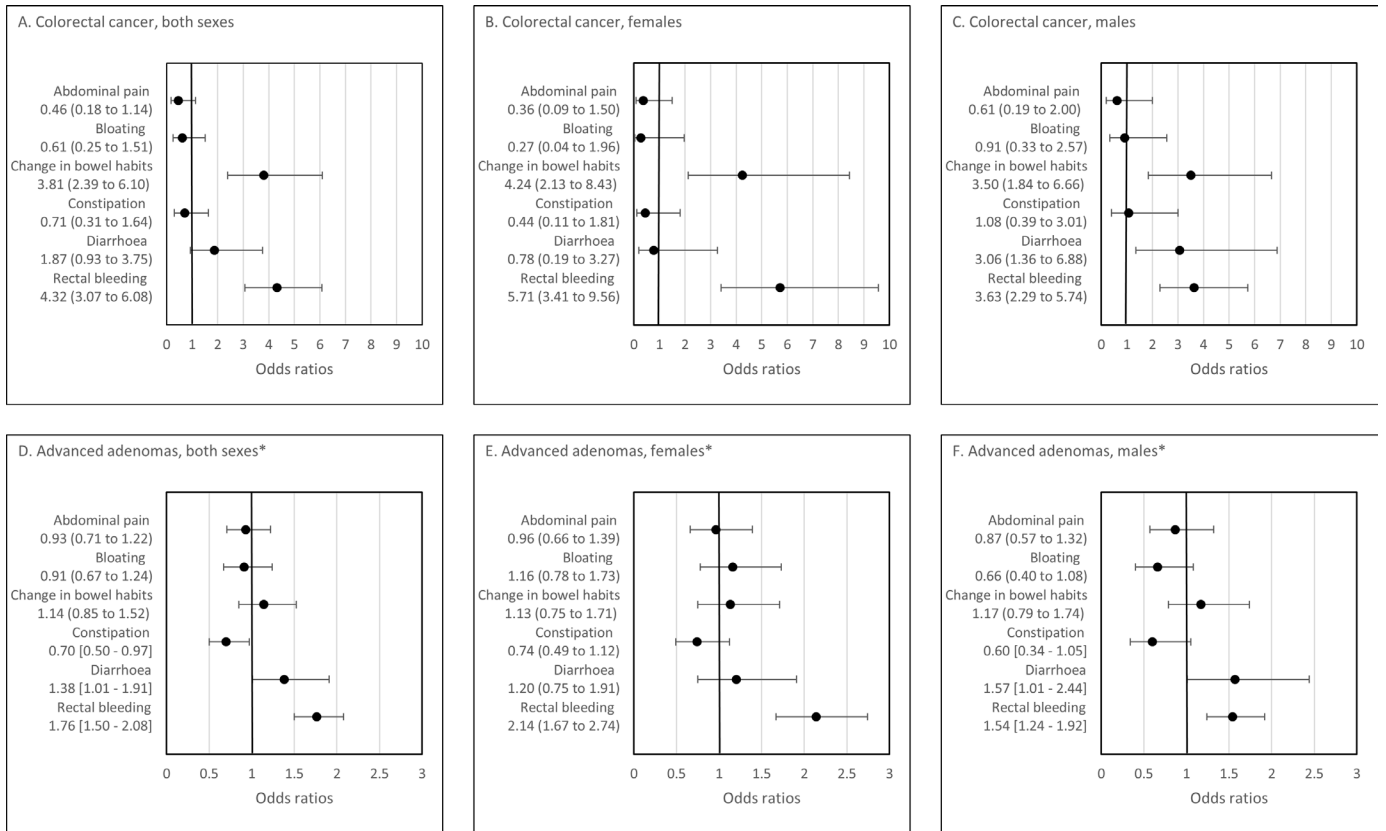 A. Colorectal cancer, both sexes
Abdominal pain
0.46 (0.18 to 1.14)
Bloating
0.61 (0.25 to 1.51)
Change in bowel habits
3.81 (2.39 to 6.10)
Constipation
0.71 (0.31 to 1.64)
Diarrhoea
1.87 (0.93 to 3.75)
Rectal bleeding
4.32 (3.07 to 6.08)
0 1 2 3 4 5 6 7 8 9 10
Odds ratios
B. Colorectal cancer, females
Abdominal pain
0.36 (0.09 to 1.50)
Bloating
0.27 (0.04 to 1.96)
Change in bowel habits
4.24 (2.13 to 8.43)
Constipation
0.44 (0.11 to 1.81)
Diarrhoea
0.78 (0.19 to 3.27)
Rectal bleeding
5.71 (3.41 to 9.56)
0 1 2 3 4 5 6 7 8 9 10
Odds ratios
C. Colorectal cancer, males
Abdominal pain
0.61 (0.19 to 2.00)
Bloating
0.91 (0.33 to 2.57)
Change in bowel habits
3.50 (1.84 to 6.66)
Constipation
1.08 (0.39 to 3.01)
Diarrhoea
3.06 (1.36 to 6.88)
Rectal bleeding
3.63 (2.29 to 5.74)
0 1 2 3 4 5 6 7 8 9 10
Odds ratios
D. Advanced adenomas, both sexes*
Abdominal pain
0.93 (0.71 to 1.22)
Bloating
0.91 (0.67 to 1.24)
Change in bowel habits
1.14 (0.85 to 1.52)
Constipation
0.70 [0.50 - 0.97]
Diarrhoea
1.38 [1.01 - 1.91]
Rectal bleeding
1.76 [1.50 - 2.08]
0 0.5 1 1.5 2 2.5 3
Odds ratios
E. Advanced adenomas, females*
Abdominal pain
0.96 (0.66 to 1.39)
Bloating
1.16 (0.78 to 1.73)
Change in bowel habits
1.13 (0.75 to 1.71)
Constipation
0.74 (0.49 to 1.12)
Diarrhoea
1.20 (0.75 to 1.91)
Rectal bleeding
2.14 (1.67 to 2.74)
0 0.5 1 1.5 2 2.5 3
Odds ratios
F. Advanced adenomas, males*
Abdominal pain
0.87 (0.57 to 1.32)
Bloating
0.66 (0.40 to 1.08)
Change in bowel habits
1.17 (0.79 to 1.74)
Constipation
0.60 [0.34 - 1.05]
Diarrhoea
1.57 [1.01 - 2.44]
Rectal bleeding
1.54 [1.24 - 1.92]
0 0.5 1 1.5 2 2.5 3
Odds ratios